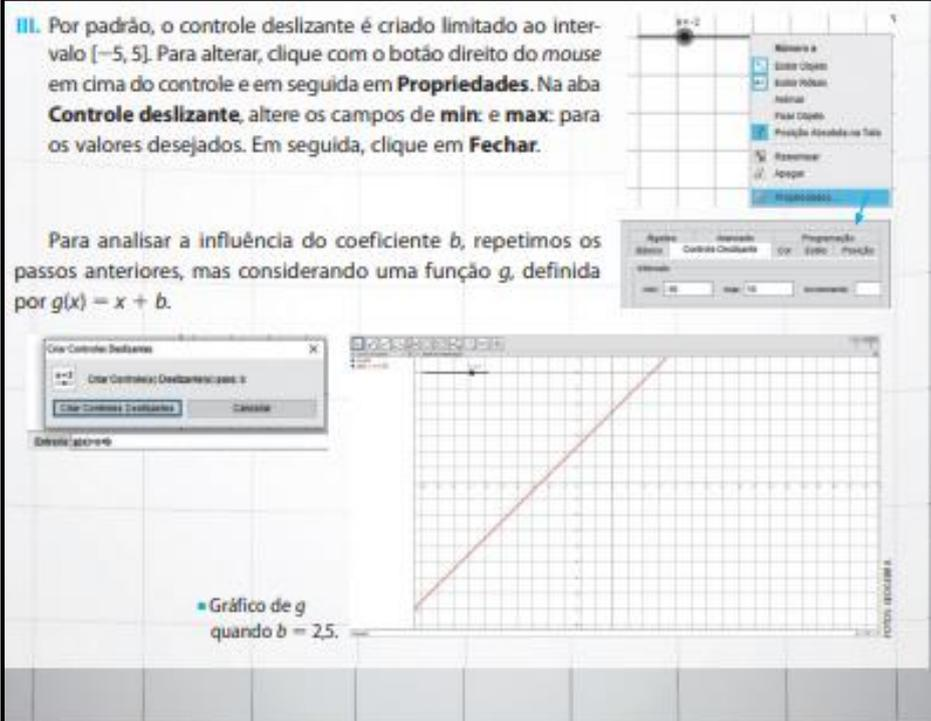 III. Por padrão, o controle deslizante é criado limitado ao inter-
valo [−5, 5]. Para alterar, clique com o botão direito do mouse
em cima do controle e em seguida em Propriedades. Na aba
Controle deslizante, altere os campos de min: e max: para
os valores desejados. Em seguida, clique em Fechar.
a = -2
Número a
Exibir Objeto
Exibir Rótulo
Animar
Fixar Objeto
Posição Absoluta na Tela
Renomear
Apagar
Propriedades ...
Álgebra Avançado Programação
Básico Controle Deslizante Cor Estilo Posição
Intervalo
min: max: 10 Incremento:
Para analisar a influência do coeficiente b, repetimos os
passos anteriores, mas considerando uma função g, definida
por g(x) = x + b.
Criar Controles Deslizantes
Criar Controle(s) Deslizante(s) para: b
Criar Controles Deslizantes Cancelar
Entrada: g(x)=x+b
Gráfico de g
quando b = 2,5.